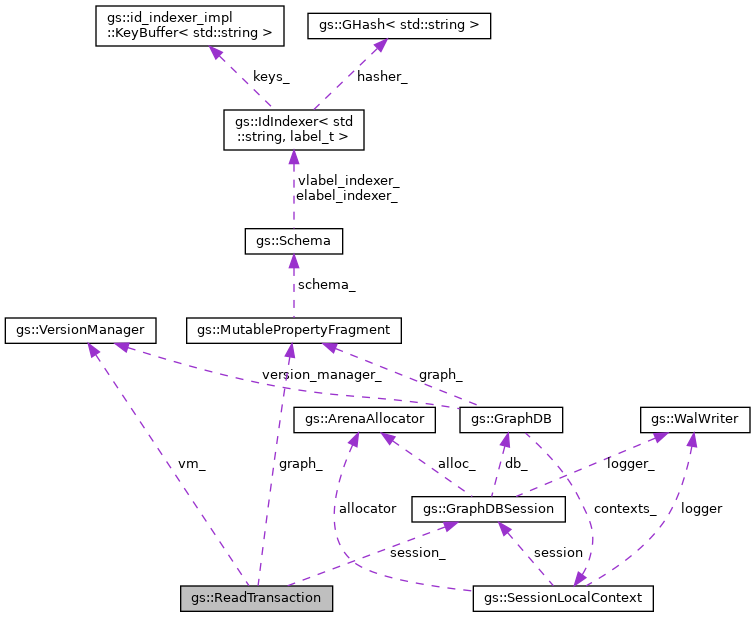 gs::id_indexer_impl
::KeyBuffer< std::string >
gs::GHash< std::string >
keys_
hasher_
gs::IdIndexer< std
::string, label_t >
vlabel_indexer_
elabel_indexer_
gs::Schema
schema_
gs::VersionManager
gs::MutablePropertyFragment
version_manager_
graph_
gs::ArenaAllocator
gs::GraphDB
gs::WalWriter
vm_
graph_
alloc_
db_
logger_
allocator
gs::GraphDBSession
contexts_
logger
session_
session
gs::ReadTransaction
gs::SessionLocalContext